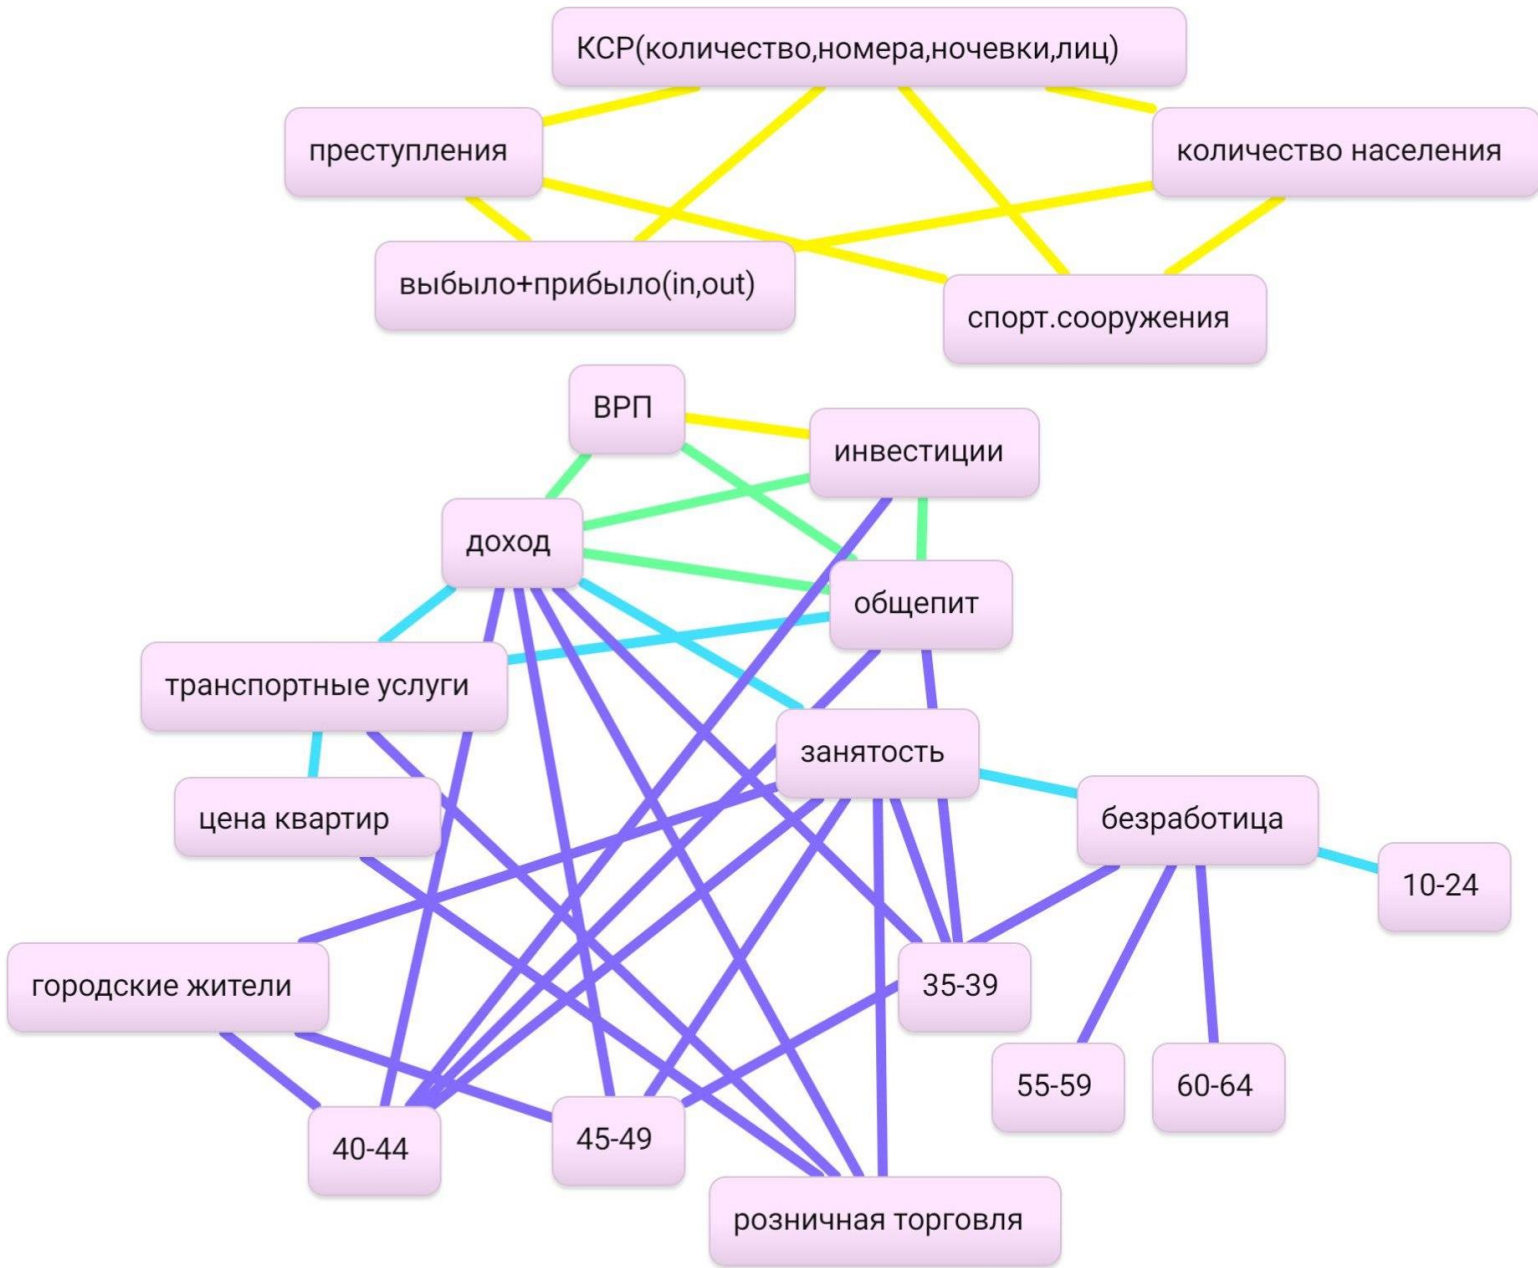 КСР(количество,номера,ночевки,лиц)
преступления
количество населения
выбыло+прибыло(in,out)
спорт.сооружения
ВРП
инвестиции
доход
общепит
транспортные услуги
занятость
цена квартир
безработица
10-24
городские жители
35-39
55-59
60-64
40-44
45-49
розничная торговля